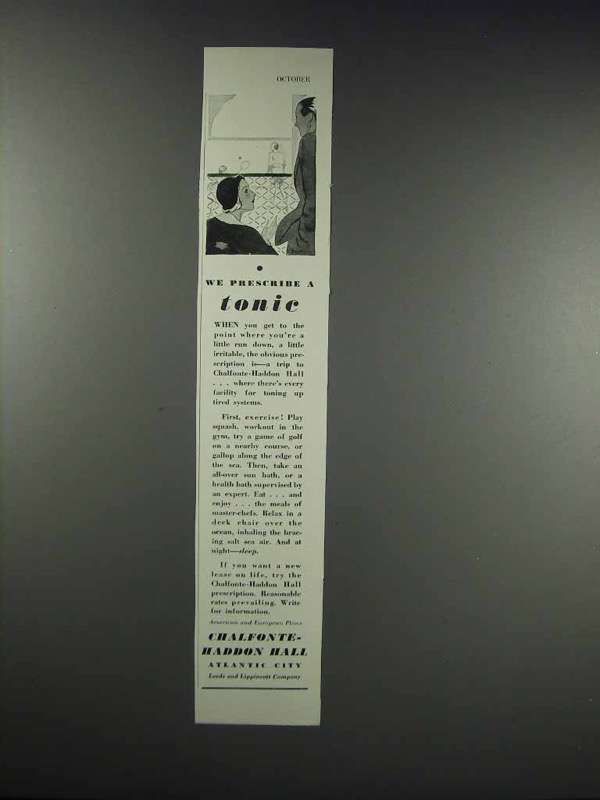 OCTOBER
WE PRESCRIBE A
tonic
WHEN you get to the
point where you're a
little run down, a little
irritable, the obvious pre-
scription is—a trip to
Chalfonte-Haddon Hall
. . . where there's every
facility for toning up
tired systems.
First, exercise! Play
squash, workout in the
gym, try a game of golf
on a nearby course, or
gallop along the edge of
the sea. Then, take an
all-over sun bath, or a
health bath supervised by
an expert. Eat . . . and
enjoy . . . the meals of
master-chefs. Relax in a
deck chair over the
ocean, inhaling the brac-
ing salt sea air. And at
night—sleep.
If you want a new
lease on life, try the
Chalfonte-Haddon Hall
prescription. Reasonable
rates prevailing. Write
for information.
American and European Plans
CHALFONTE-
HADDON HALL
ATLANTIC CITY
Leeds and Lippincott Company